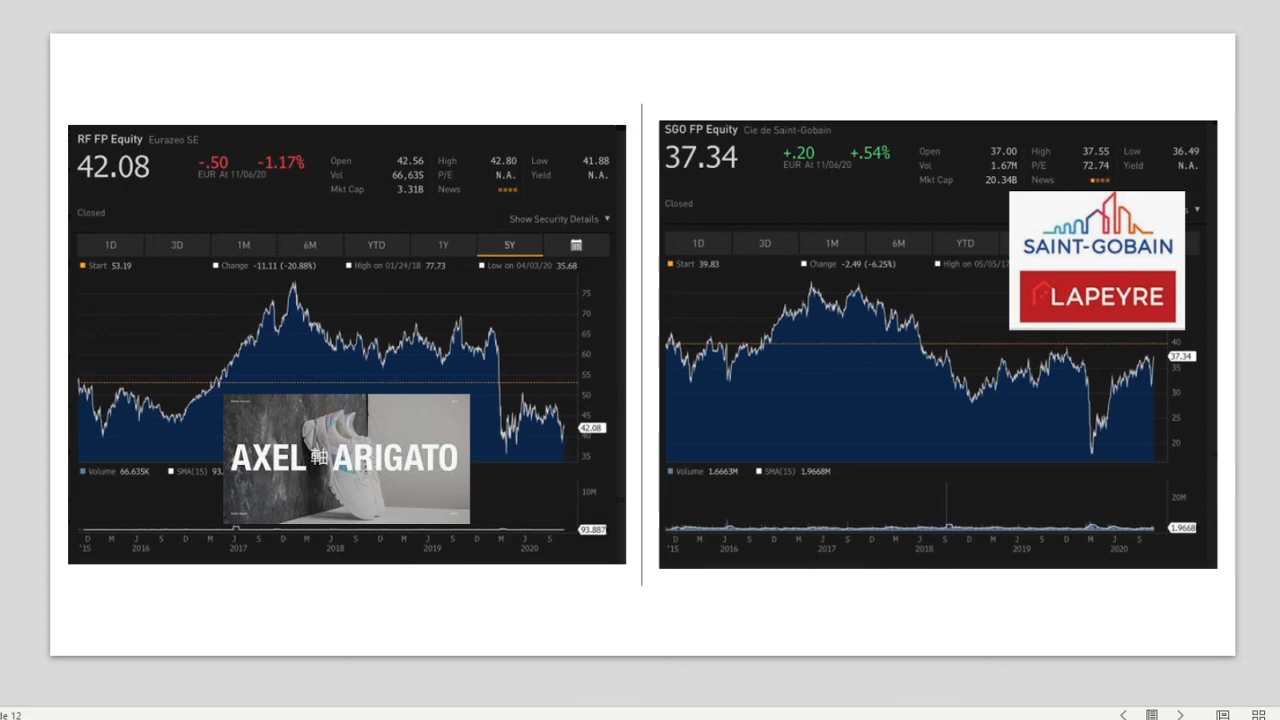 RF FP Equity Eurazeo SE
42.08 -.50 -1.17%
EUR At 11/06/20
Open 42.56 High 42.80 Low 41.88
Vol 66,635 P/E N.A. Yield N.A.
Mkt Cap 3.31B News
Closed
Show Security Details ▼
1D 3D 1M 6M YTD 1Y 5Y
Start 53.19 Change -11.11 (-20.88%) High on 01/24/18 77.73 Low on 04/03/20 35.68
75
70
65
60
55
50
45
42.08
40
35
AXEL 軸 ARIGATO
Volume 66.635K SMA(15) 93.
10M
93.887
D M J S D M J S D M J S D M J S D M J S
'15 2016 2017 2018 2019 2020
SGO FP Equity Cie de Saint-Gobain
37.34 +.20 +.54%
EUR At 11/06/20
Open 37.00 High 37.55 Low 36.49
Vol 1.67M P/E 72.74 Yield N.A.
Mkt Cap 20.34B News
Closed
s ▼
SAINT-GOBAIN
LAPEYRE
1D 3D 1M 6M YTD
Start 39.83 Change -2.49 (-6.25%) High on 05/05/17
40
37.34
35
30
25
20
Volume 1.6663M SMA(15) 1.9668M
20M
1.9668
D M J S D M J S D M J S D M J S D M J S
'15 2016 2017 2018 2019 2020
de 12